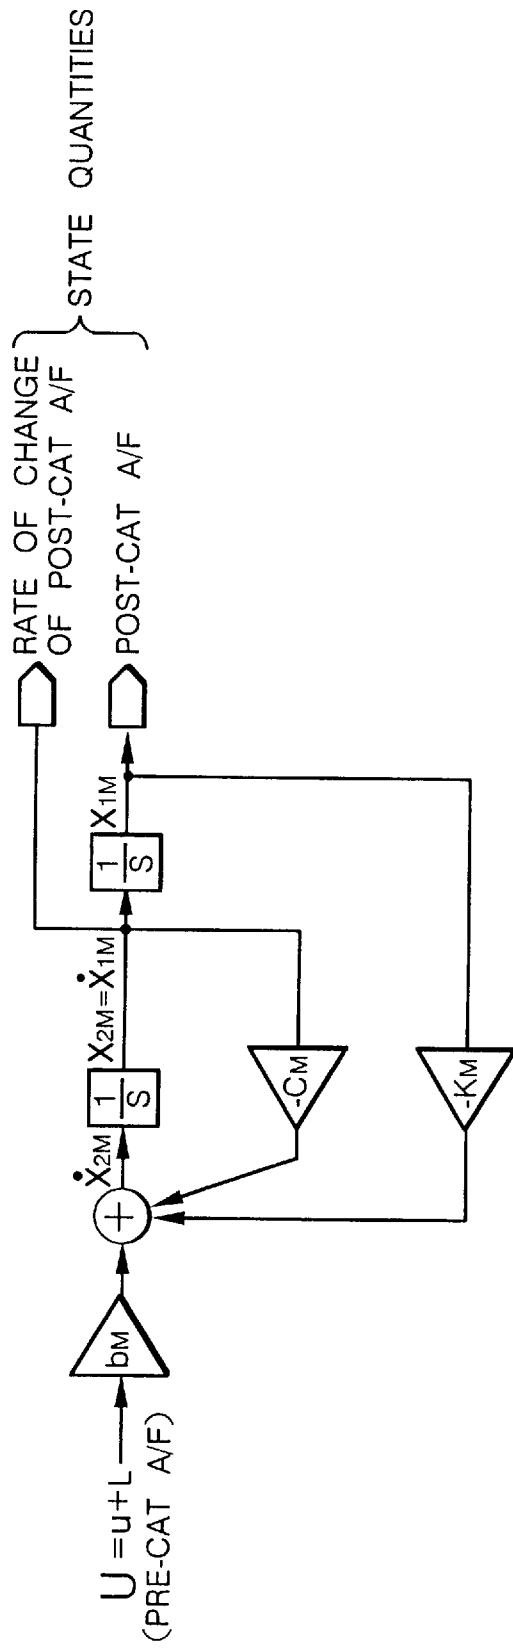 U=u+L
(PRE-CAT A/F)
bM
+
Ẋ2M
1
S
X2M=Ẋ1M
1
S
X1M
-CM
-KM
RATE OF CHANGE
OF POST-CAT A/F
POST-CAT A/F
STATE QUANTITIES